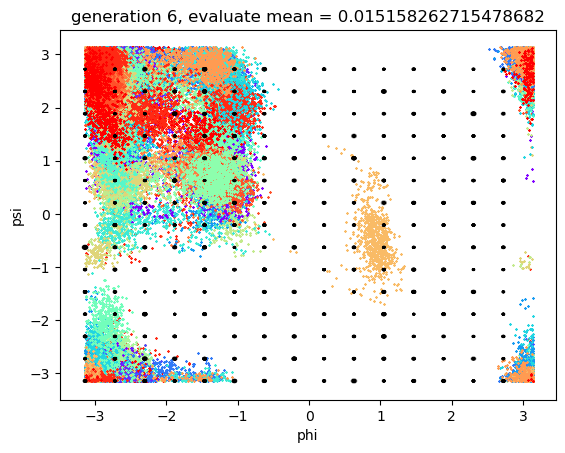 generation 6, evaluate mean = 0.015158262715478682
3
2
1
0
−1
−2
−3
psi
−3 −2 −1 0 1 2 3
phi